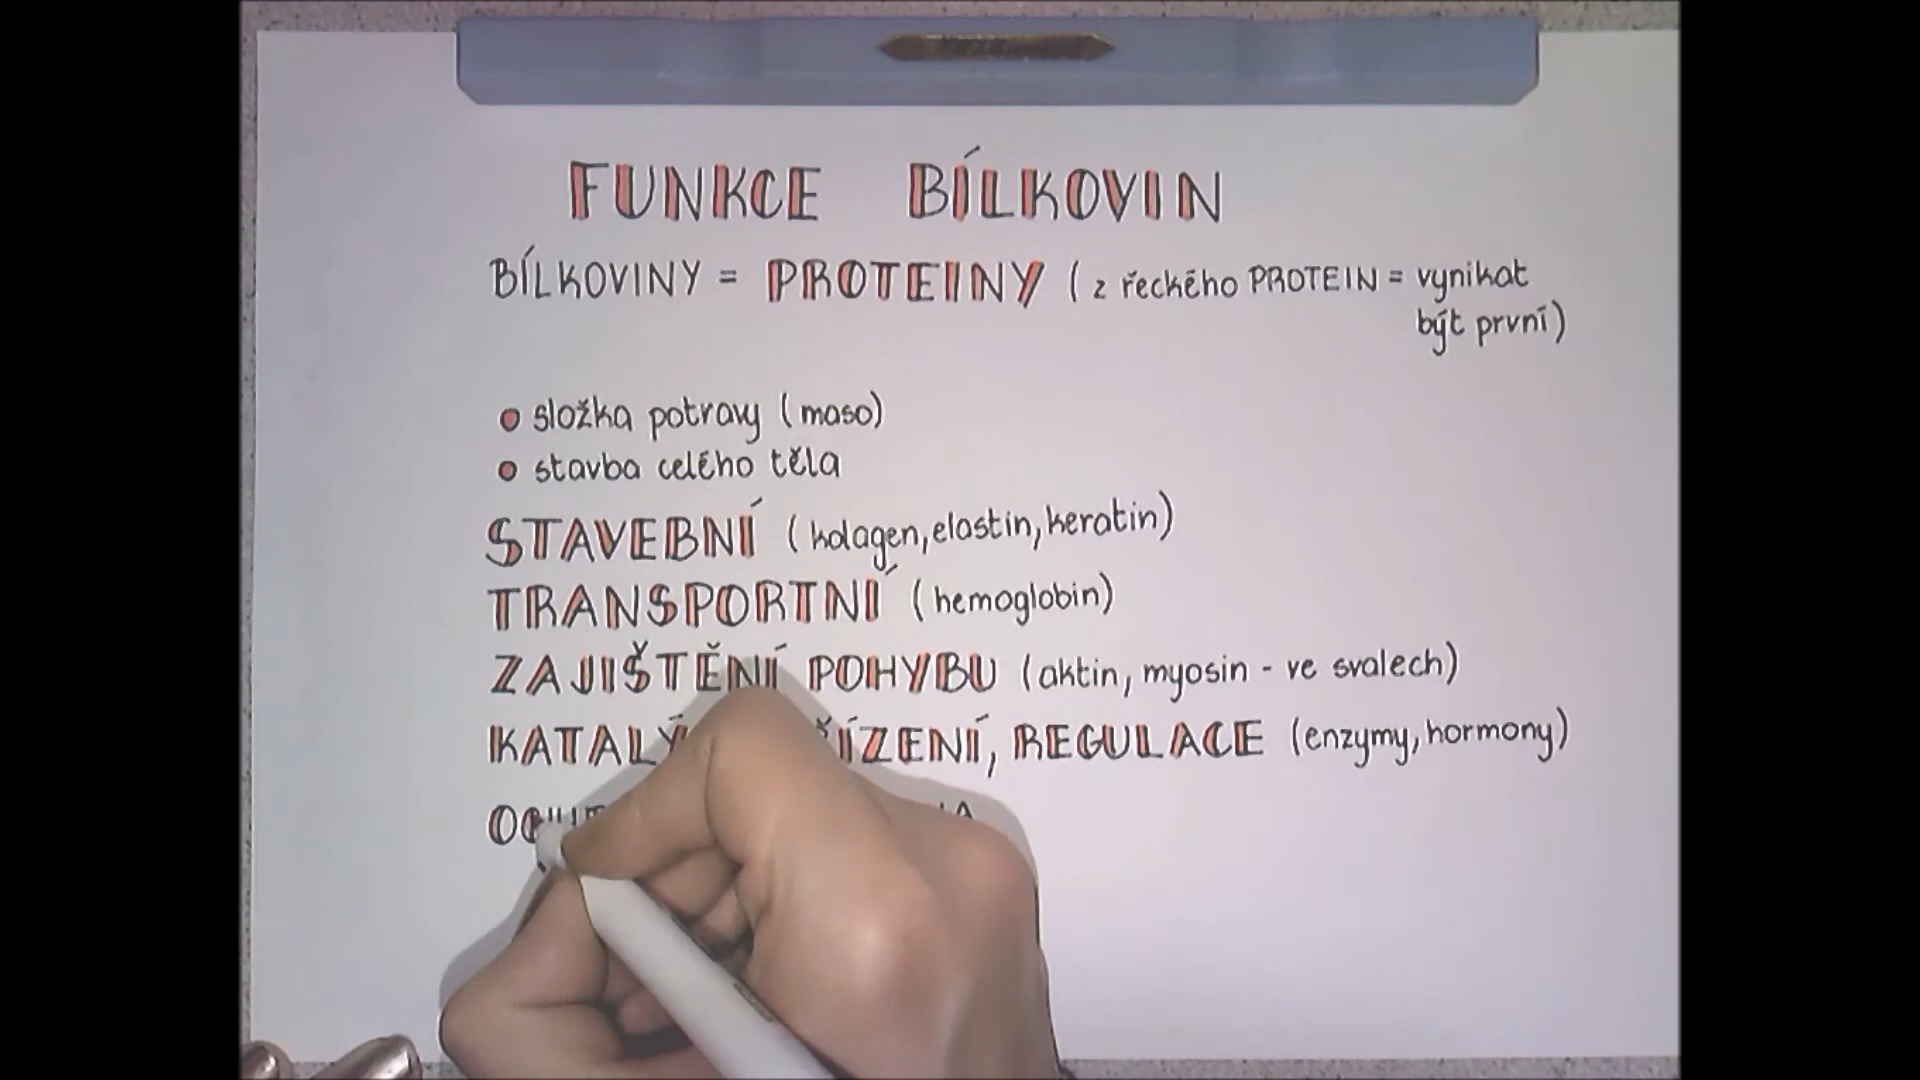 FUNKCE BÍLKOVIN
BÍLKOVINY = PROTEINY (z řeckého PROTEIN = vynikat
být první)
• složka potravy (maso)
• stavba celého těla
STAVEBNÍ (kolagen, elastin, keratin)
TRANSPORTNÍ (hemoglobin)
ZAJIŠTĚNÍ POHYBU (aktin, myosin - ve svalech)
REGULACE (enzymy, hormony)